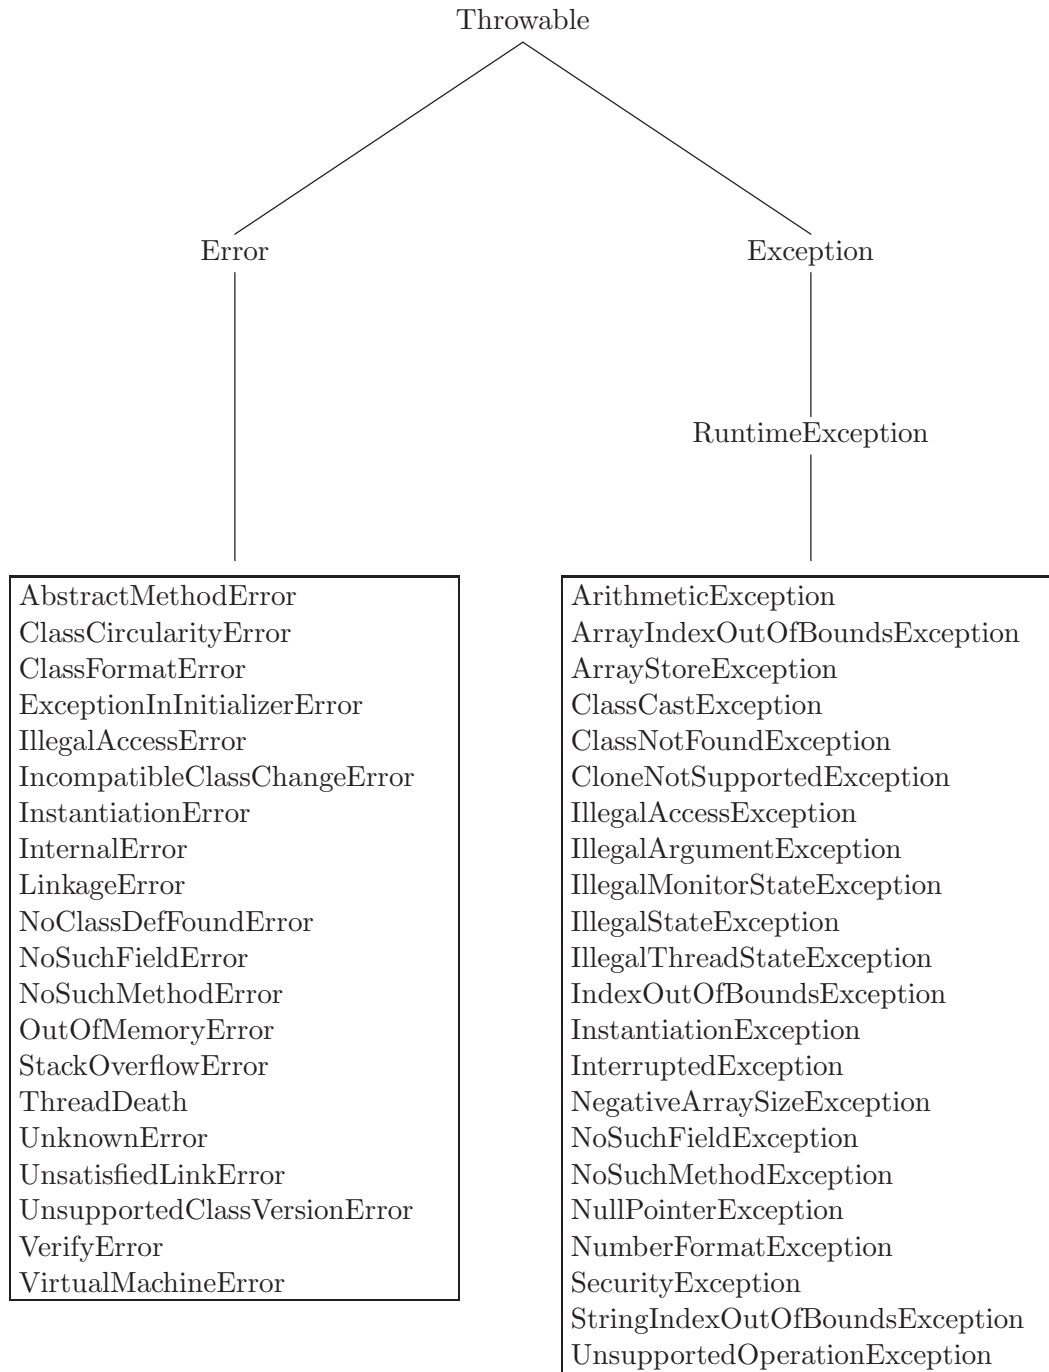 Throwable
Error
Exception
RuntimeException
AbstractMethodError
ClassCircularityError
ClassFormatError
ExceptionInInitializerError
IllegalAccessError
IncompatibleClassChangeError
InstantiationError
InternalError
LinkageError
NoClassDefFoundError
NoSuchFieldError
NoSuchMethodError
OutOfMemoryError
StackOverflowError
ThreadDeath
UnknownError
UnsatisfiedLinkError
UnsupportedClassVersionError
VerifyError
VirtualMachineError
ArithmeticException
ArrayIndexOutOfBoundsException
ArrayStoreException
ClassCastException
ClassNotFoundException
CloneNotSupportedException
IllegalAccessException
IllegalArgumentException
IllegalMonitorStateException
IllegalStateException
IllegalThreadStateException
IndexOutOfBoundsException
InstantiationException
InterruptedException
NegativeArraySizeException
NoSuchFieldException
NoSuchMethodException
NullPointerException
NumberFormatException
SecurityException
StringIndexOutOfBoundsException
UnsupportedOperationException